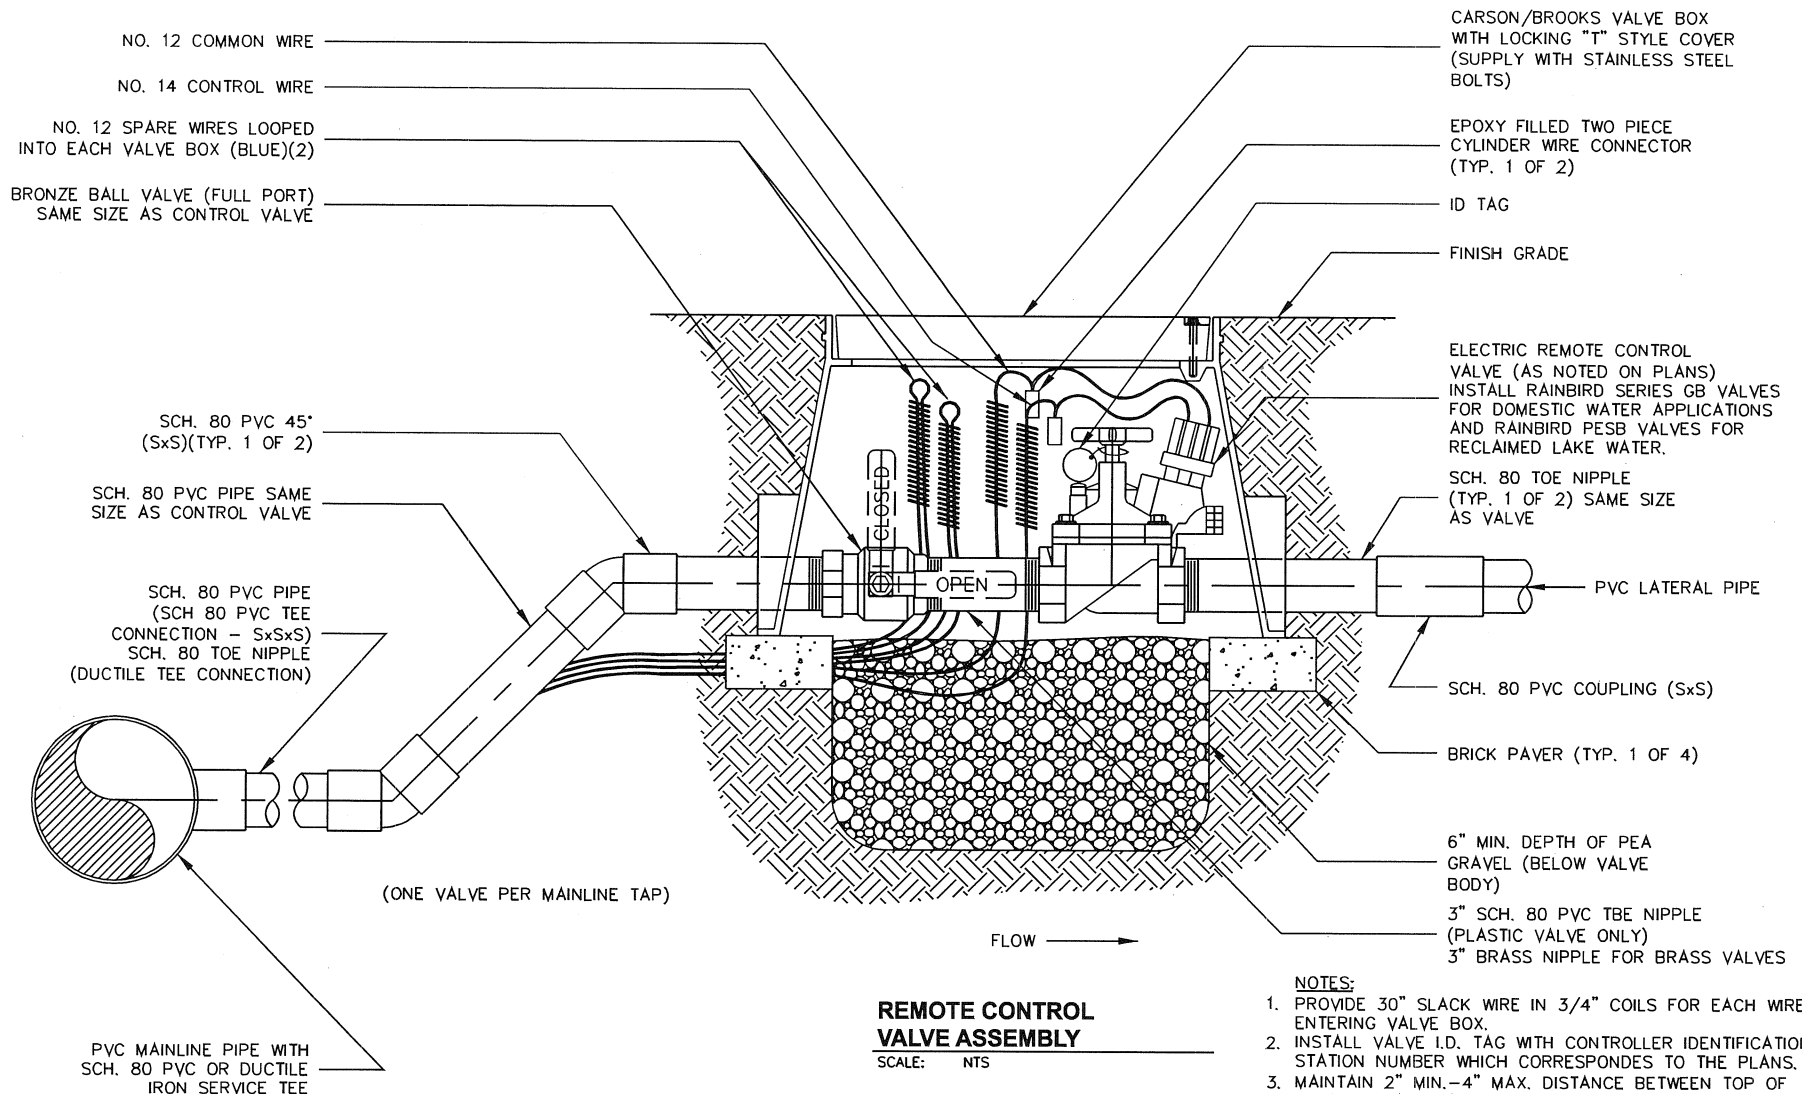 NO. 12 COMMON WIRE
NO. 14 CONTROL WIRE
NO. 12 SPARE WIRES LOOPED
INTO EACH VALVE BOX (BLUE)(2)
BRONZE BALL VALVE (FULL PORT)
SAME SIZE AS CONTROL VALVE
SCH. 80 PVC 45°
(SxS)(TYP. 1 OF 2)
SCH. 80 PVC PIPE SAME
SIZE AS CONTROL VALVE
SCH. 80 PVC PIPE
(SCH 80 PVC TEE
CONNECTION – SxSxS)
SCH. 80 TOE NIPPLE
(DUCTILE TEE CONNECTION)
PVC MAINLINE PIPE WITH
SCH. 80 PVC OR DUCTILE
IRON SERVICE TEE
(ONE VALVE PER MAINLINE TAP)
CLOSED
OPEN
FLOW
CARSON/BROOKS VALVE BOX
WITH LOCKING "T" STYLE COVER
(SUPPLY WITH STAINLESS STEEL
BOLTS)
EPOXY FILLED TWO PIECE
CYLINDER WIRE CONNECTOR
(TYP. 1 OF 2)
ID TAG
FINISH GRADE
ELECTRIC REMOTE CONTROL
VALVE (AS NOTED ON PLANS)
INSTALL RAINBIRD SERIES GB VALVES
FOR DOMESTIC WATER APPLICATIONS
AND RAINBIRD PESB VALVES FOR
RECLAIMED LAKE WATER.
SCH. 80 TOE NIPPLE
(TYP. 1 OF 2) SAME SIZE
AS VALVE
PVC LATERAL PIPE
SCH. 80 PVC COUPLING (SxS)
BRICK PAVER (TYP. 1 OF 4)
6" MIN. DEPTH OF PEA
GRAVEL (BELOW VALVE
BODY)
3" SCH. 80 PVC TBE NIPPLE
(PLASTIC VALVE ONLY)
3" BRASS NIPPLE FOR BRASS VALVES
REMOTE CONTROL
VALVE ASSEMBLY
SCALE: NTS
NOTES:
1. PROVIDE 30" SLACK WIRE IN 3/4" COILS FOR EACH WIRE
ENTERING VALVE BOX.
2. INSTALL VALVE I.D. TAG WITH CONTROLLER IDENTIFICATIO
STATION NUMBER WHICH CORRESPONDES TO THE PLANS.
3. MAINTAIN 2" MIN.-4" MAX. DISTANCE BETWEEN TOP OF